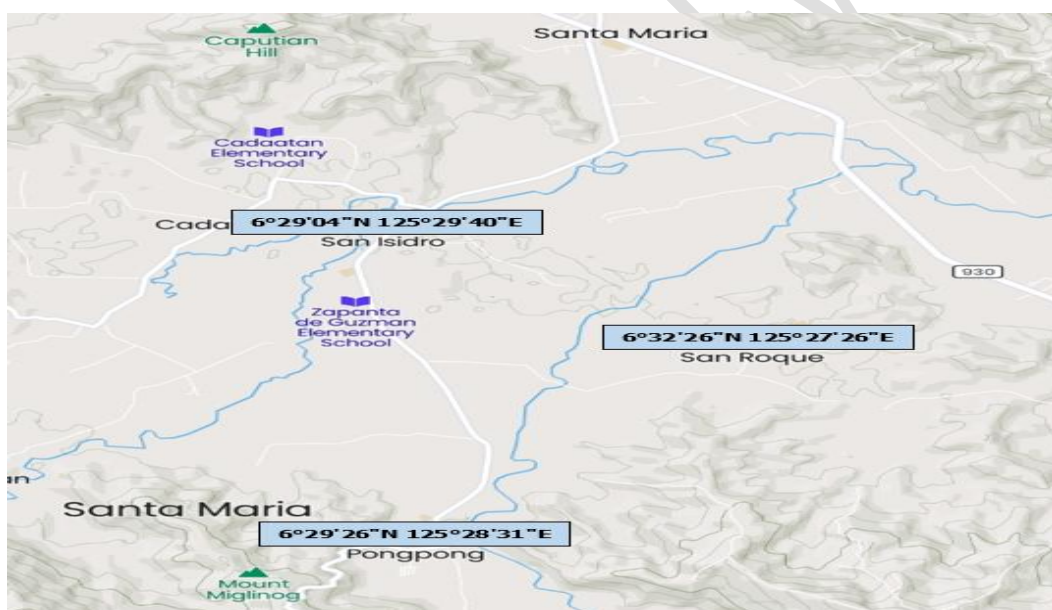 Caputian
Hill
Santa Maria
Cadaatan
Elementary
School
Cada
6°29'04"N 125°29'40"E
San Isidro
930
Zapanta
de Guzman
Elementary
School
6°32'26"N 125°27'26"E
San Roque
an
Santa Maria
6°29'26"N 125°28'31"E
Pongpong
Mount
Miglinog